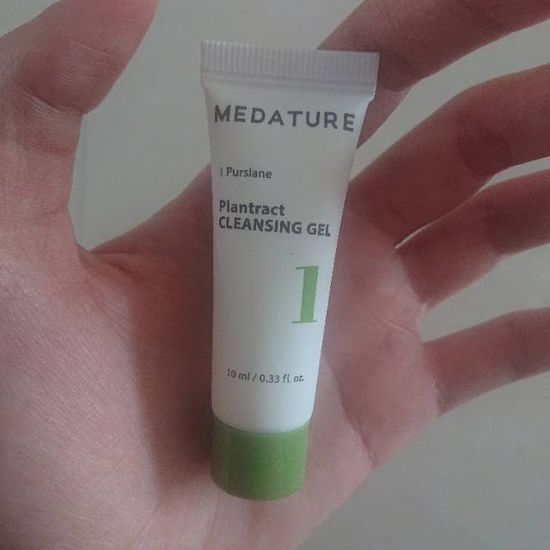 MEDATURE
| Purslane
Plantract
CLEANSING GEL
1
10 ml / 0.33 fl. oz.